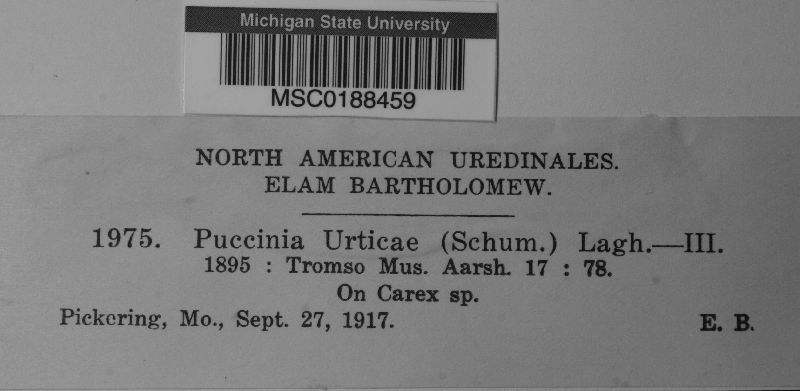 Michigan State University
MSC0188459
NORTH AMERICAN UREDINALES.
ELAM BARTHOLOMEW.
1975. Puccinia Urticae (Schum.) Lagh.—III.
1895 : Tromso Mus. Aarsh. 17 : 78.
On Carex sp.
Pickering, Mo., Sept. 27, 1917. E. B.